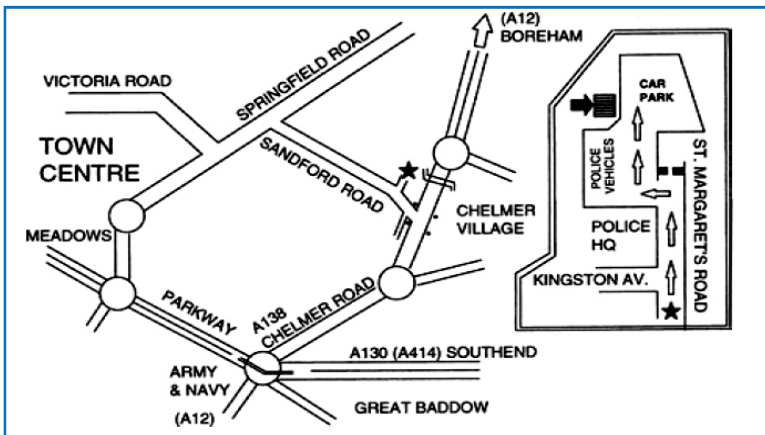 (A12)
BOREHAM
VICTORIA ROAD
SPRINGFIELD ROAD
TOWN
CENTRE
SANDFORD ROAD
CHELMER
VILLAGE
MEADOWS
PARKWAY
A138
CHELMER ROAD
ARMY
& NAVY
(A12)
A130 (A414) SOUTHEND
GREAT BADDOW
CAR
PARK
POLICE
VEHICLES
ST. MARGARET'S ROAD
POLICE
HQ
KINGSTON AV.